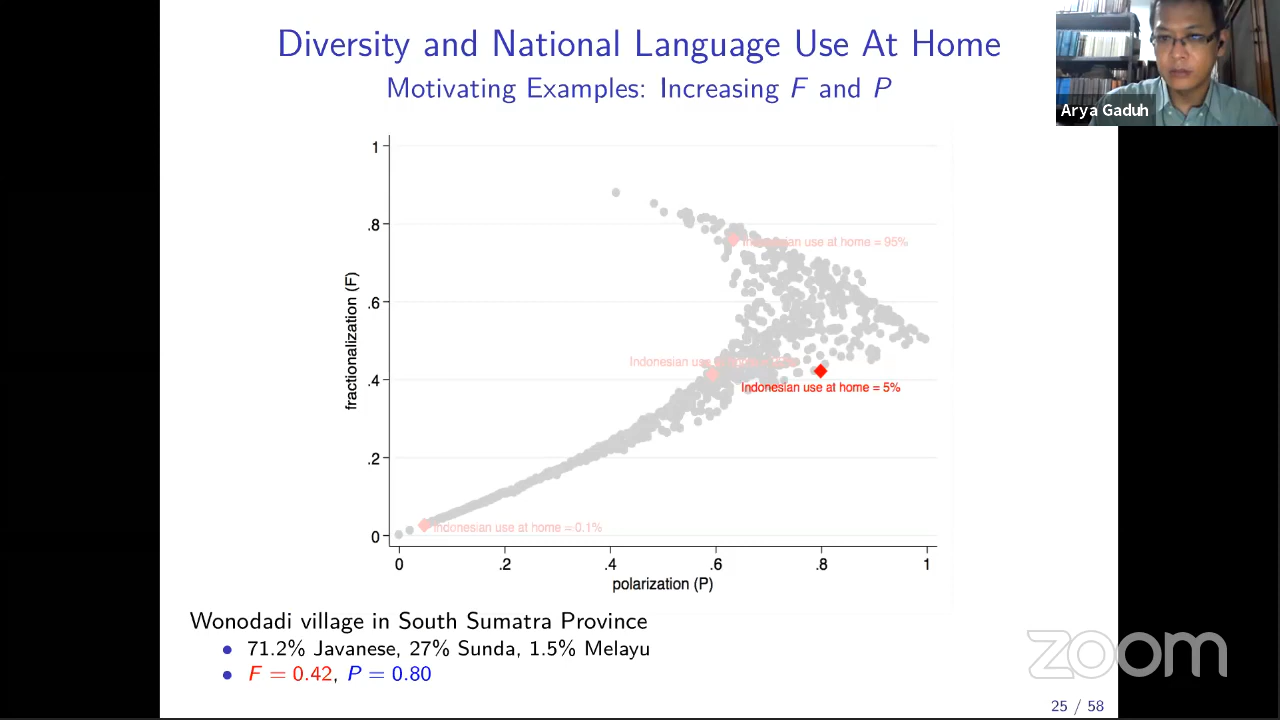 Diversity and National Language Use At Home
Motivating Examples: Increasing F and P
Arya Gaduh
1
.8
.6
.4
.2
0
fractionalization (F)
Indonesian use at home = 95%
Indonesian use
Indonesian use at home = 5%
Indonesian use at home = 0.1%
0 .2 .4 .6 .8 1
polarization (P)
Wonodadi village in South Sumatra Province
• 71.2% Javanese, 27% Sunda, 1.5% Melayu
• F = 0.42, P = 0.80
zoom
25 / 58